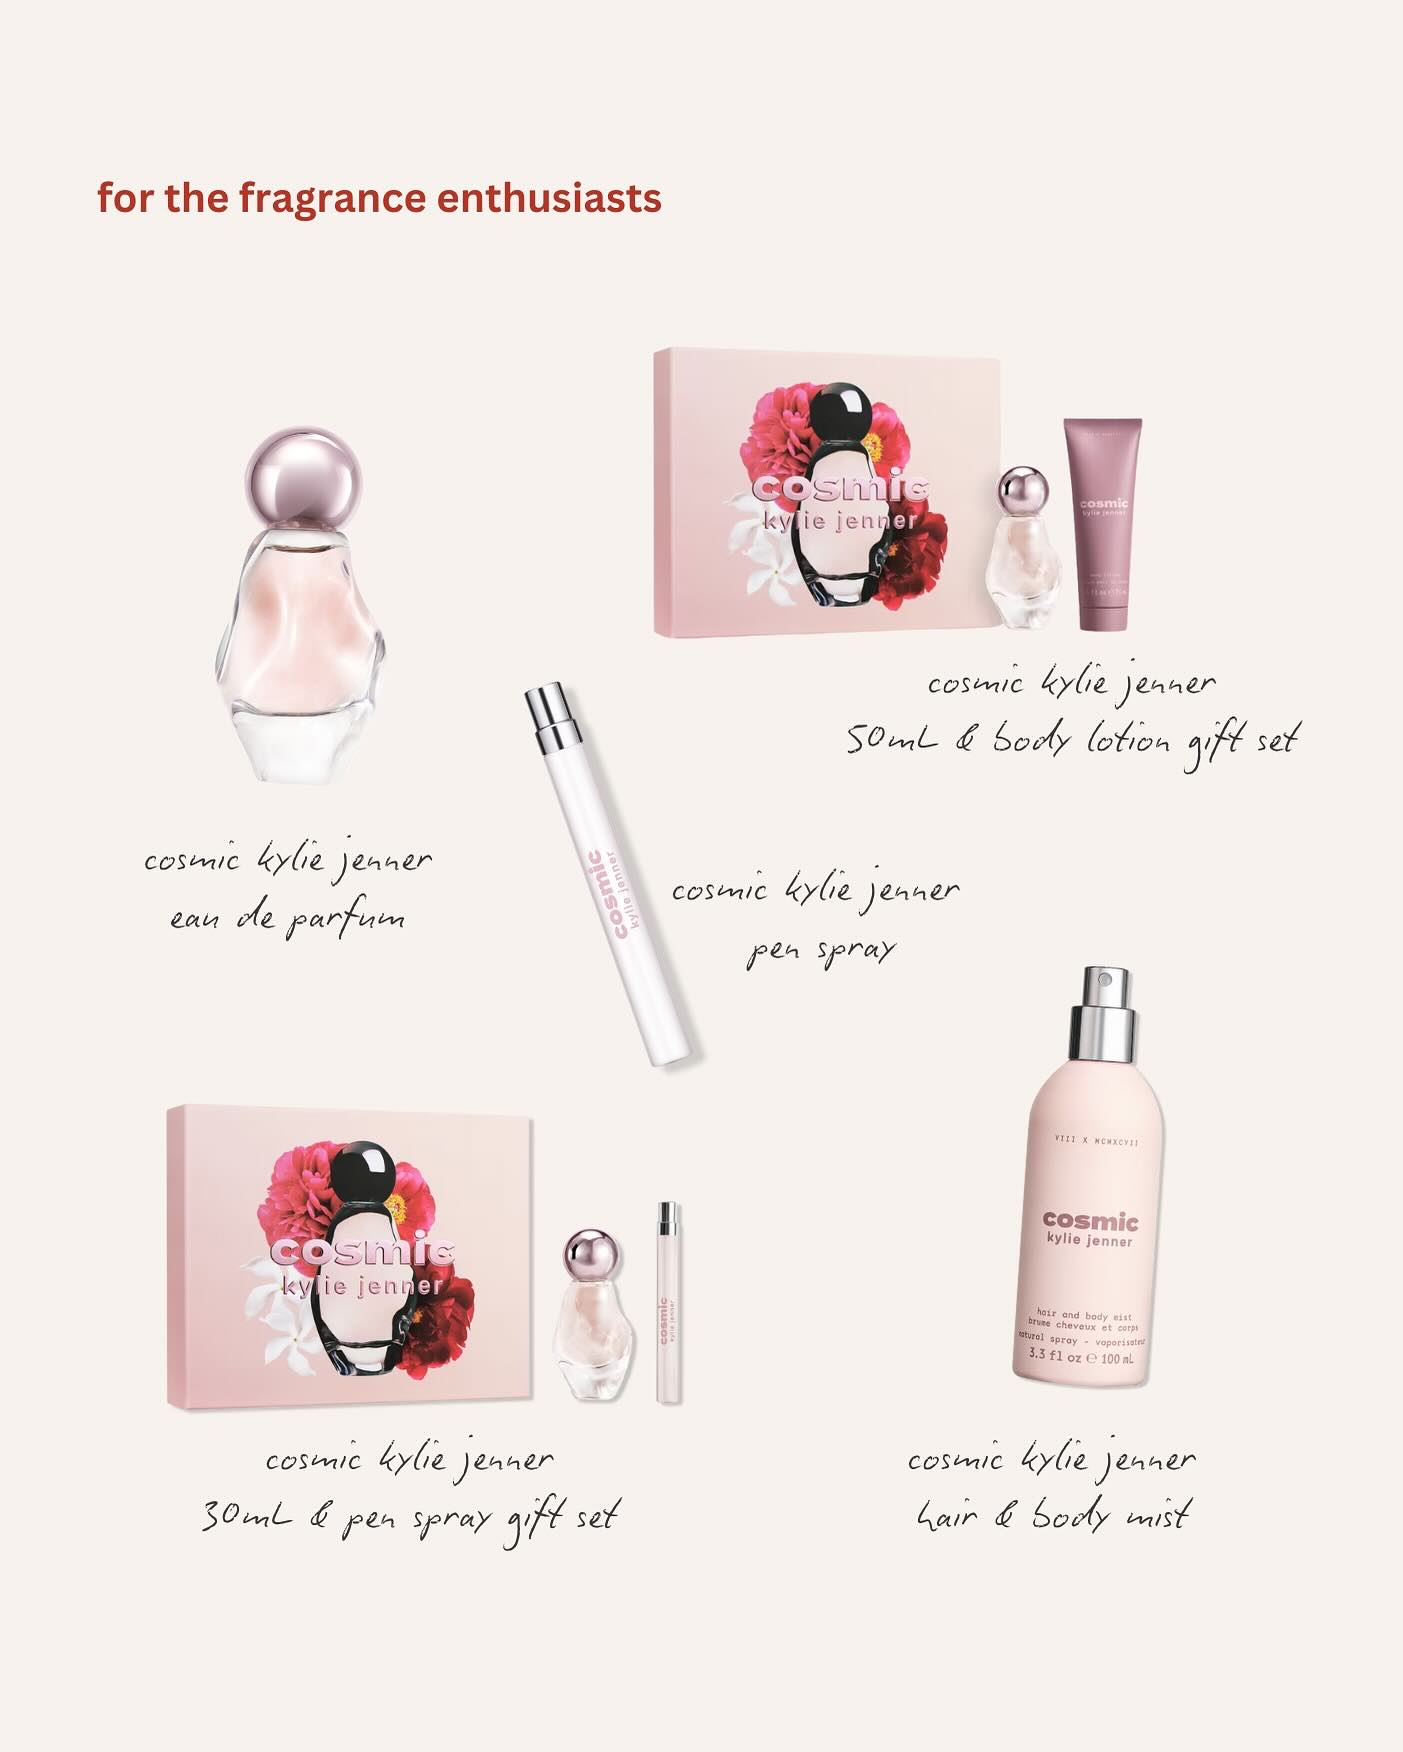 for the fragrance enthusiasts
cosmic
kylie jenner
cosmic
kylie jenner
cosmic kylie jenner
50mL & body lotion gift set
cosmic kylie jenner
eau de parfum
cosmic
kylie jenner
cosmic kylie jenner
pen spray
cosmic
kylie jenner
cosmic
kylie jenner
cosmic kylie jenner
30mL & pen spray gift set
VIII X MCMXCVII
cosmic
kylie jenner
hair and body mist
brume cheveux et corps
natural spray - vaporisateur
3.3 fl oz e 100 mL
cosmic kylie jenner
hair & body mist